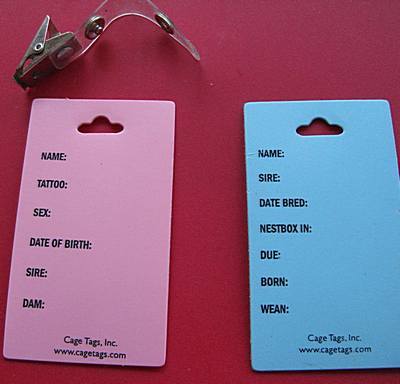 NAME:
TATTOO:
SEX:
DATE OF BIRTH:
SIRE:
DAM:
Cage Tags, Inc.
www.cagetags.com
NAME:
SIRE:
DATE BRED:
NESTBOX IN:
DUE:
BORN:
WEAN:
Cage Tags, Inc.
www.cagetags.com